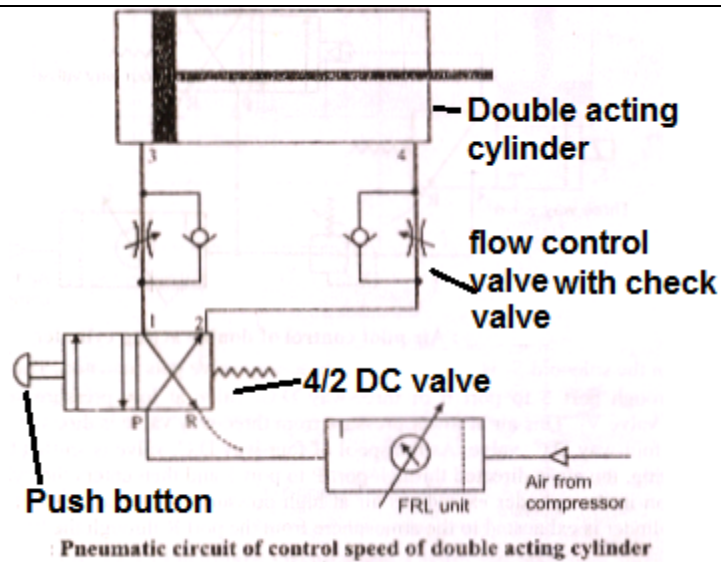 Double acting
cylinder
3
4
flow control
valve with check
valve
1 2
4/2 DC valve
P R
Push button
FRL unit
Air from
compressor
: Pneumatic circuit of control speed of double acting cylinder